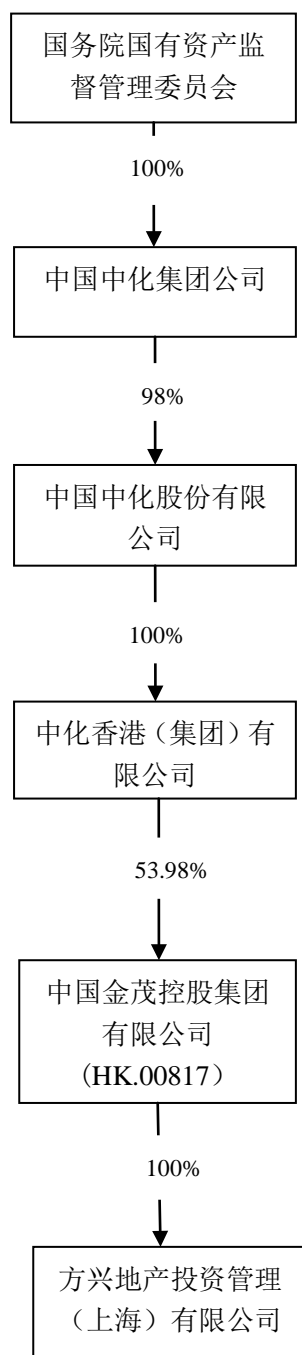 国务院国有资产监
督管理委员会
100%
中国中化集团公司
98%
中国中化股份有限
公司
100%
中化香港（集团）有
限公司
53.98%
中国金茂控股集团
有限公司
（HK.00817）
100%
方兴地产投资管理
（上海）有限公司